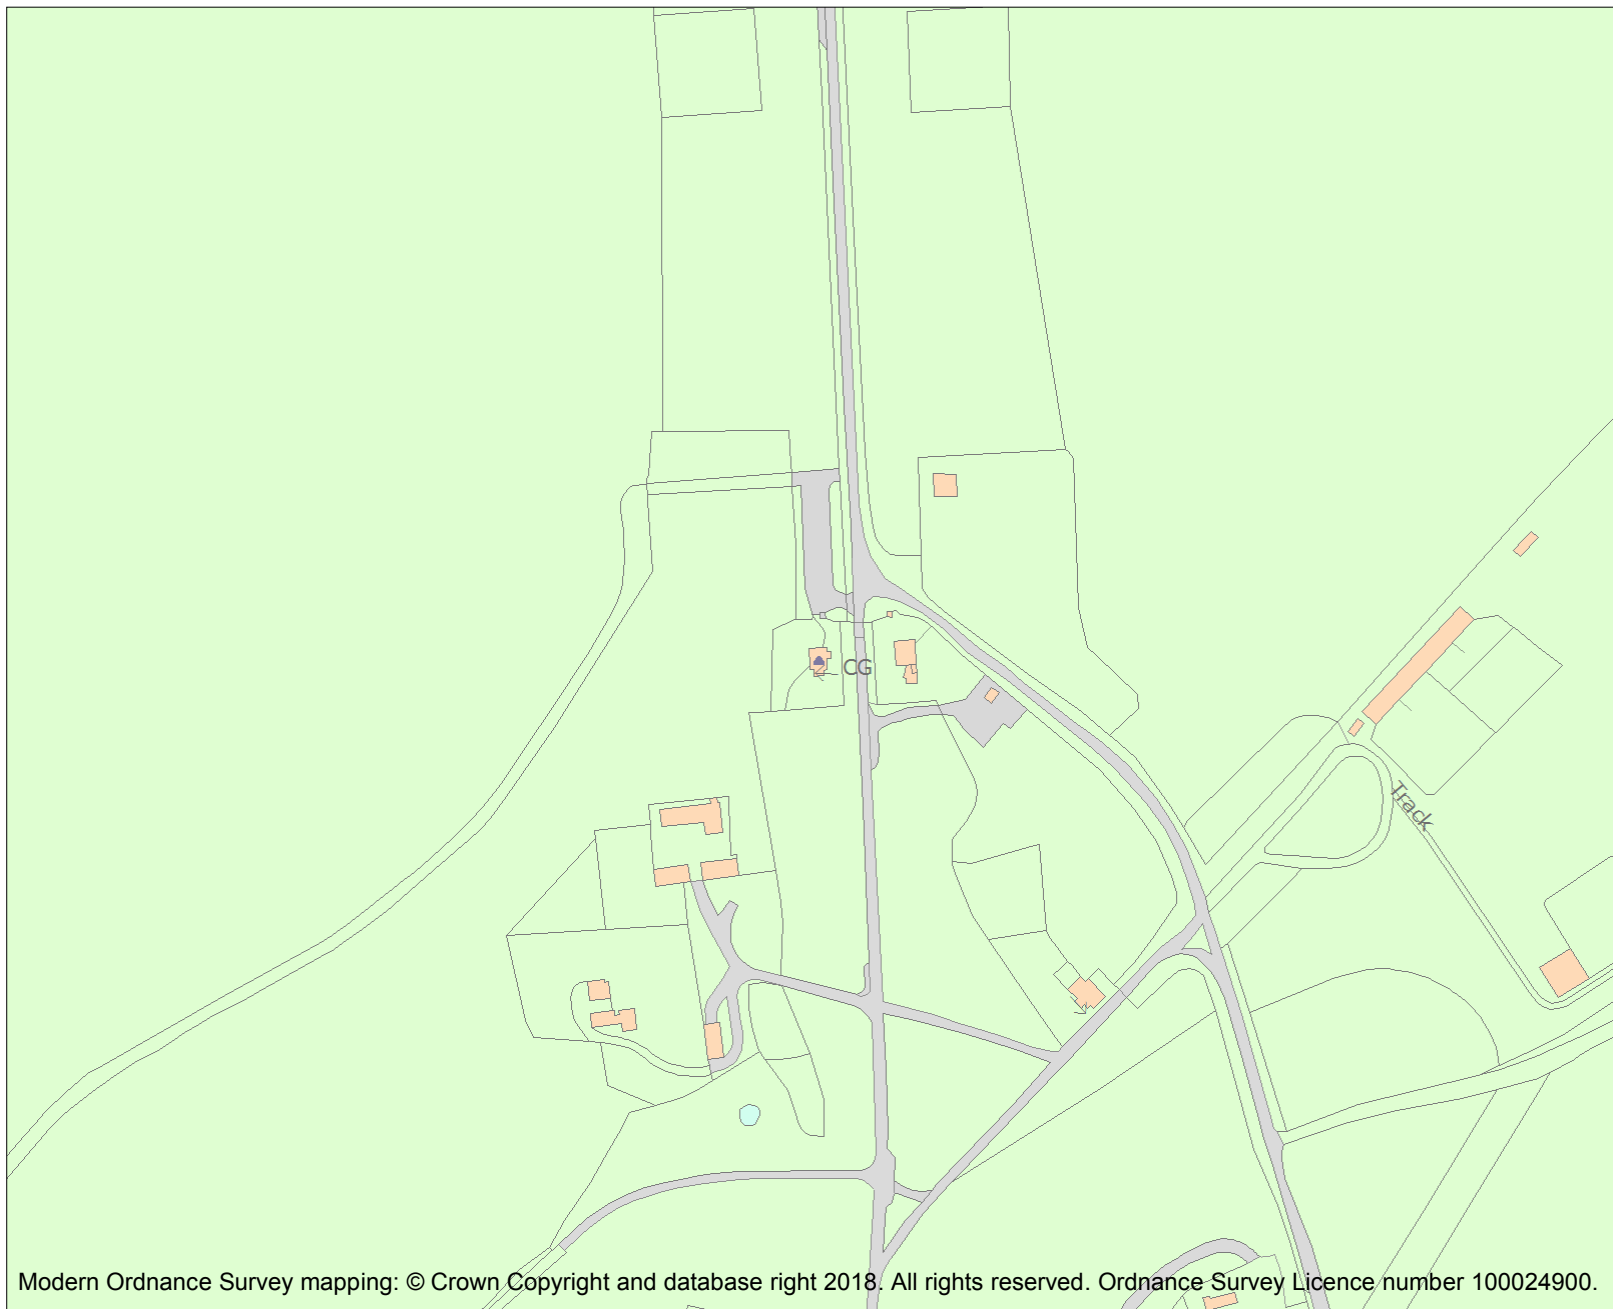 CG
Track
Modern Ordnance Survey mapping: © Crown Copyright and database right 2018. All rights reserved. Ordnance Survey Licence number 100024900.